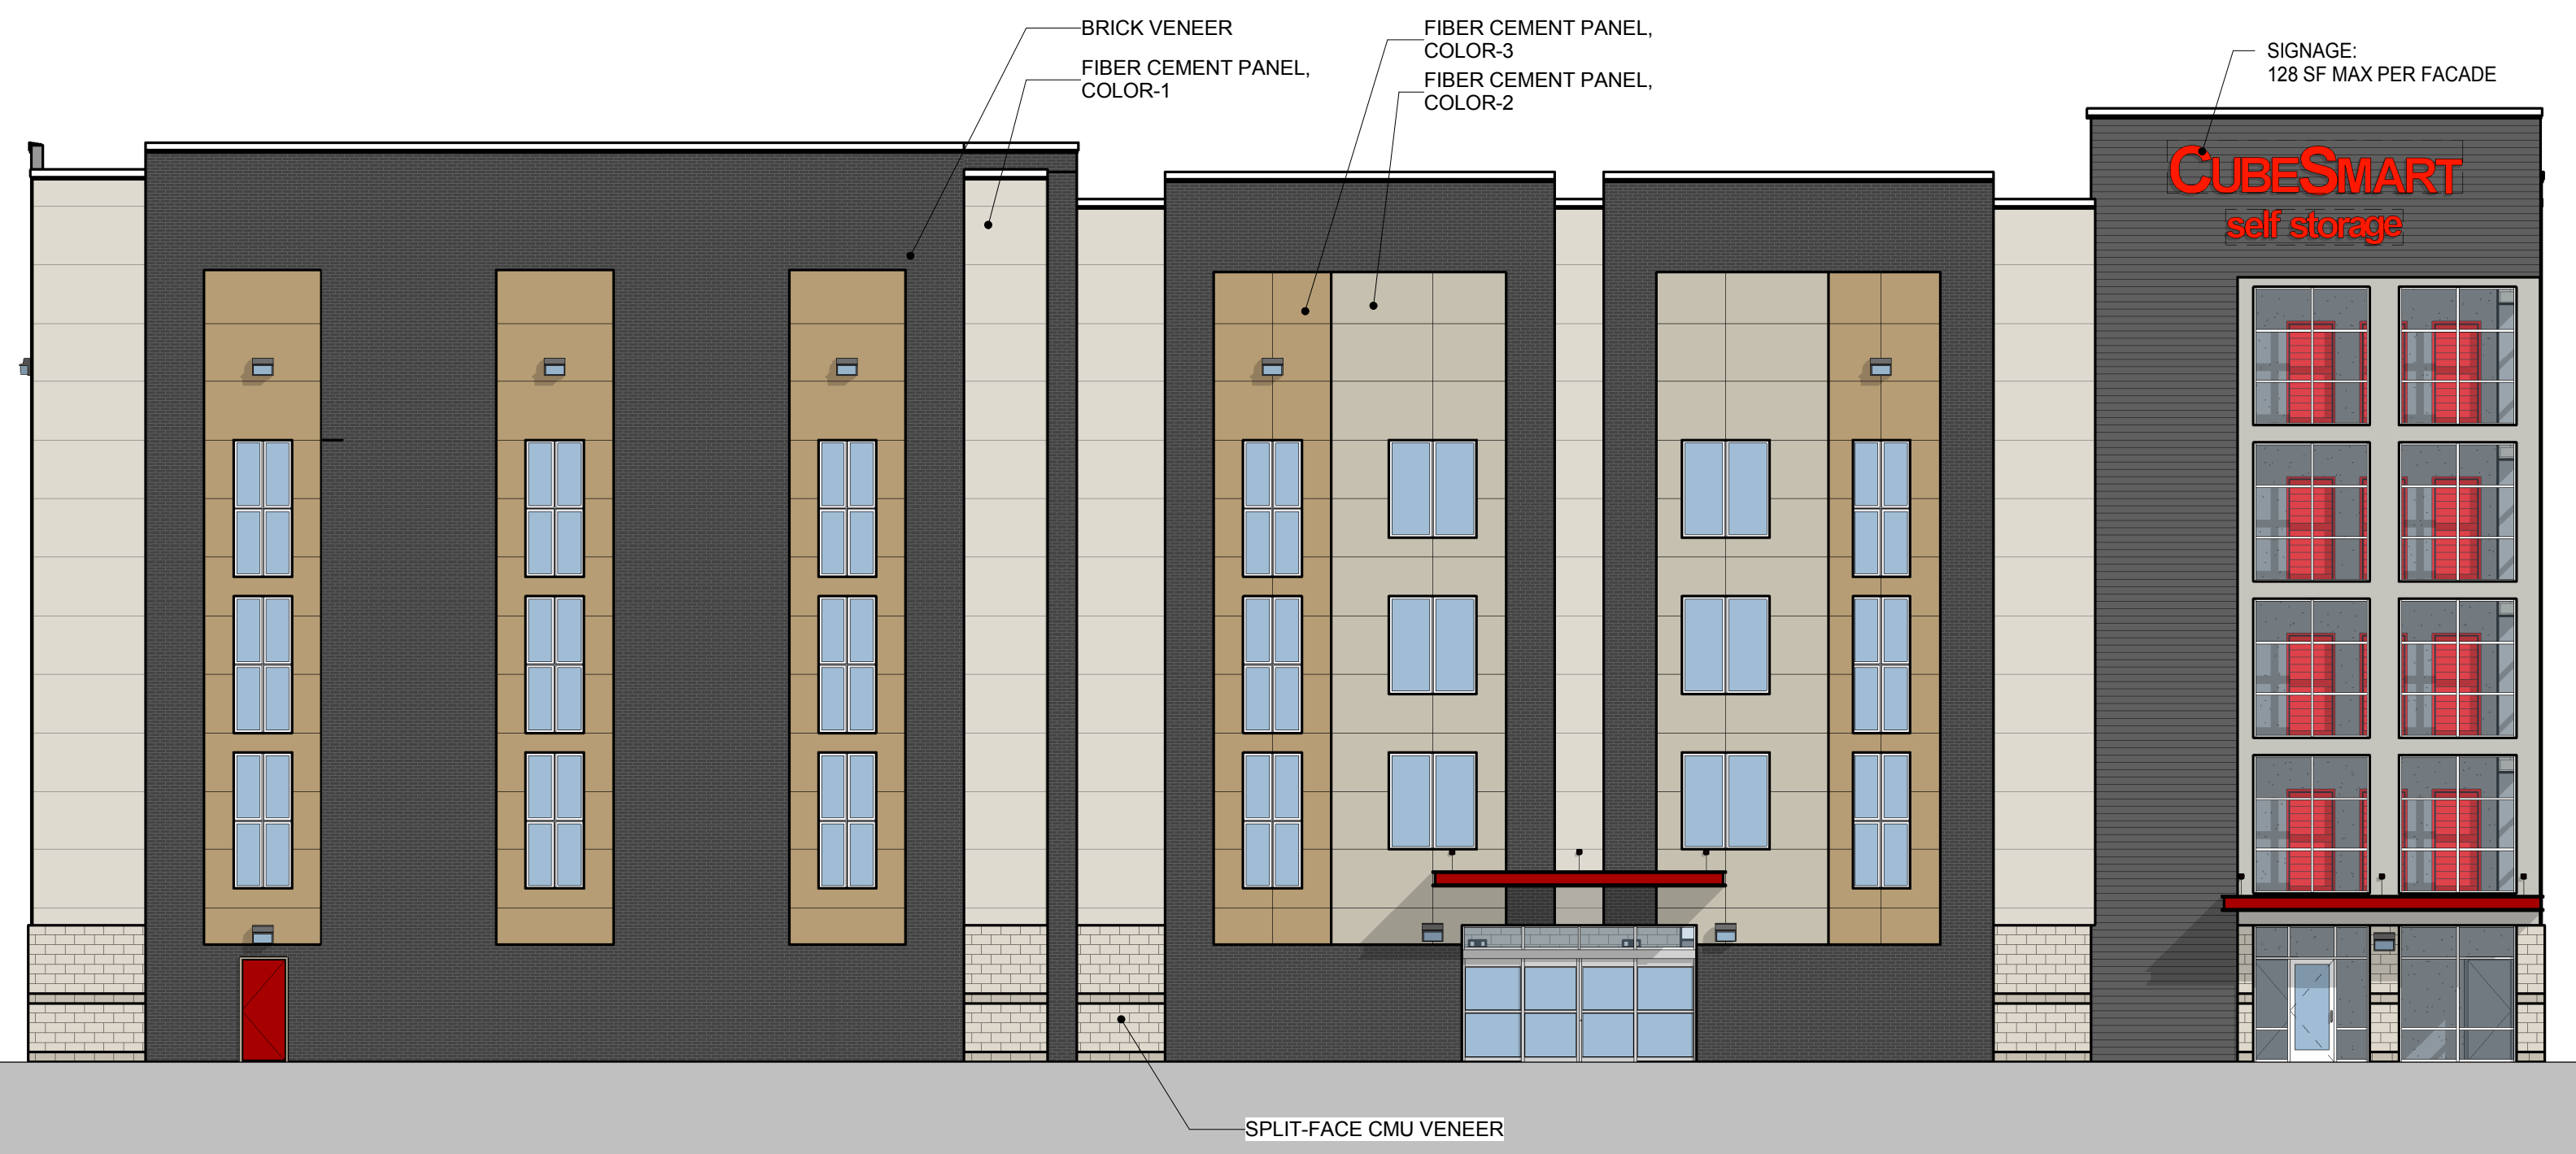 BRICK VENEER
FIBER CEMENT PANEL,
COLOR-1
FIBER CEMENT PANEL,
COLOR-3
FIBER CEMENT PANEL,
COLOR-2
SIGNAGE:
128 SF MAX PER FACADE
CUBESMART
self storage
SPLIT-FACE CMU VENEER